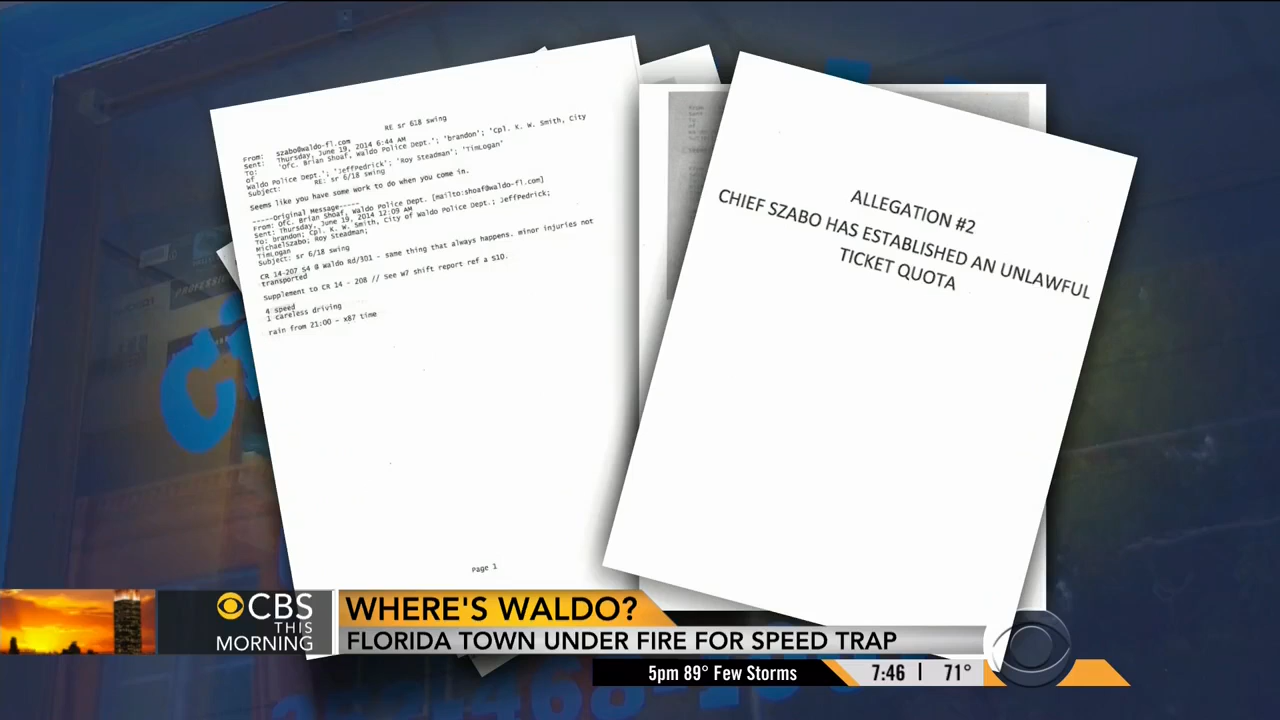 RE sr 618 swing
From: szabo@waldo-fl.com
Sent: Thursday, June 19, 2014 6:44 AM
To: 'Ofc. Brian Shoaf, Waldo Police Dept.'; 'brandon'; 'Cpl. K. W. Smith, City
of
Waldo Police Dept.'; 'JeffPedrick'; 'Roy Steadman'; 'TimLogan'
Subject: RE: sr 6/18 swing
Seems like you have some work to do when you come in.
-----Original Message-----
From: Ofc. Brian Shoaf, Waldo Police Dept. [mailto:shoaf@waldo-fl.com]
Sent: Thursday, June 19, 2014 12:09 AM
To: brandon; Cpl. K. W. Smith, City of Waldo Police Dept.; JeffPedrick;
MichaelSzabo; Roy Steadman;
TimLogan
Subject: sr 6/18 swing
CR 14-207 S4 @ Waldo Rd/301 - same thing that always happens. minor injuries not
transported
Supplement to CR 14 - 208 // See W7 shift report ref a S10.
4 speed
1 careless driving
rain from 21:00 - x87 time
Page 1
ALLEGATION #2
CHIEF SZABO HAS ESTABLISHED AN UNLAWFUL
TICKET QUOTA
CBS
THIS
MORNING
WHERE'S WALDO?
FLORIDA TOWN UNDER FIRE FOR SPEED TRAP
5pm 89° Few Storms
7:46 | 71°